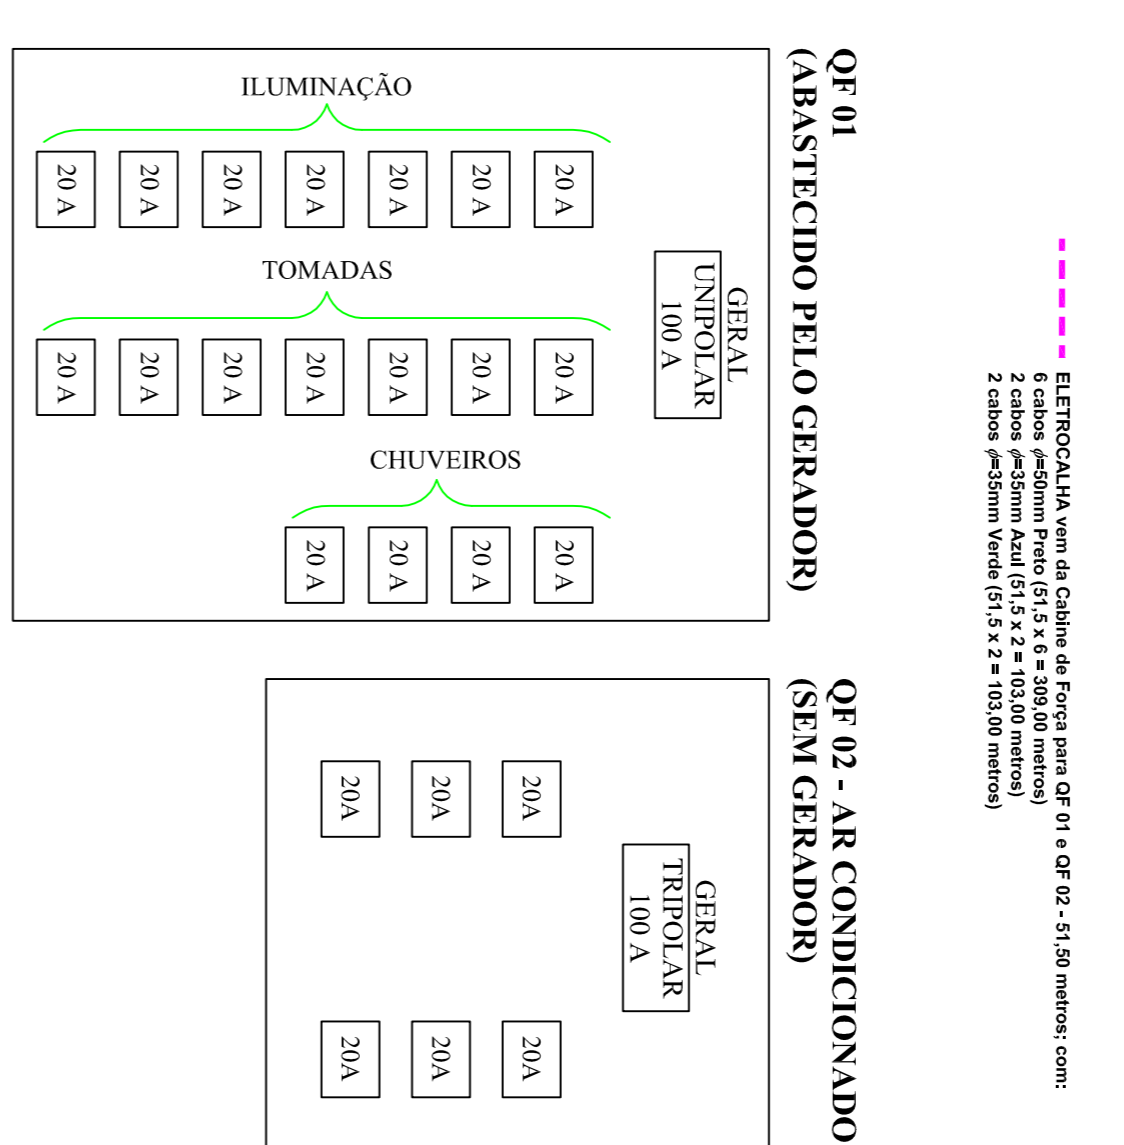 ELETROCALHA vem da Cabine de Força para QF 01 e QF 02 - 51,50 metros; com:
6 cabos ϕ=50mm Preto (51,5 x 6 = 309,00 metros)
2 cabos ϕ=35mm Azul (51,5 x 2 = 103,00 metros)
2 cabos ϕ=35mm Verde (51,5 x 2 = 103,00 metros)
QF 01
(ABASTECIDO PELO GERADOR)
GERAL
UNIPOLAR
100 A
ILUMINAÇÃO
20 A
20 A
20 A
20 A
20 A
20 A
20 A
TOMADAS
20 A
20 A
20 A
20 A
20 A
20 A
20 A
CHUVEIROS
20 A
20 A
20 A
20 A
QF 02 - AR CONDICIONADO
(SEM GERADOR)
GERAL
TRIPOLAR
100 A
20A
20A
20A
20A
20A
20A